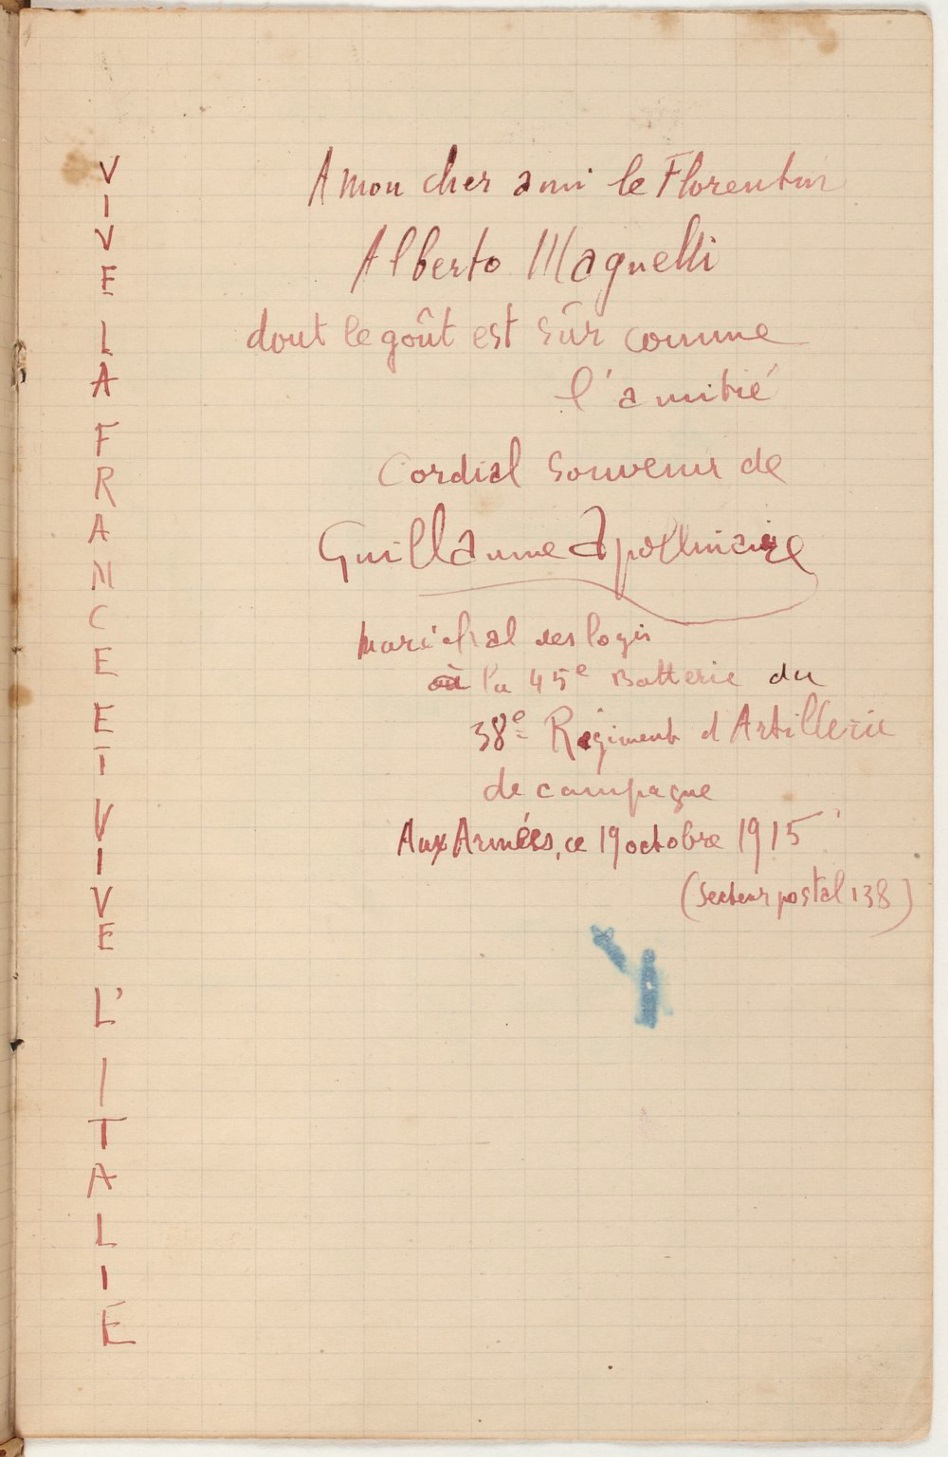 VIVE LA FRANCE ET VIVE L'ITALIE
A mon cher ami le Florentin
Alberto Magnelli
dont le goût est sûr comme
l'amitié
Cordial souvenir de
Guillaume Apollinaire
Maréchal des logis
à la 45e Batterie du
38e Régiment d'Artillerie
de campagne
Aux Armées, ce 19 octobre 1915
(Secteur postal 138)